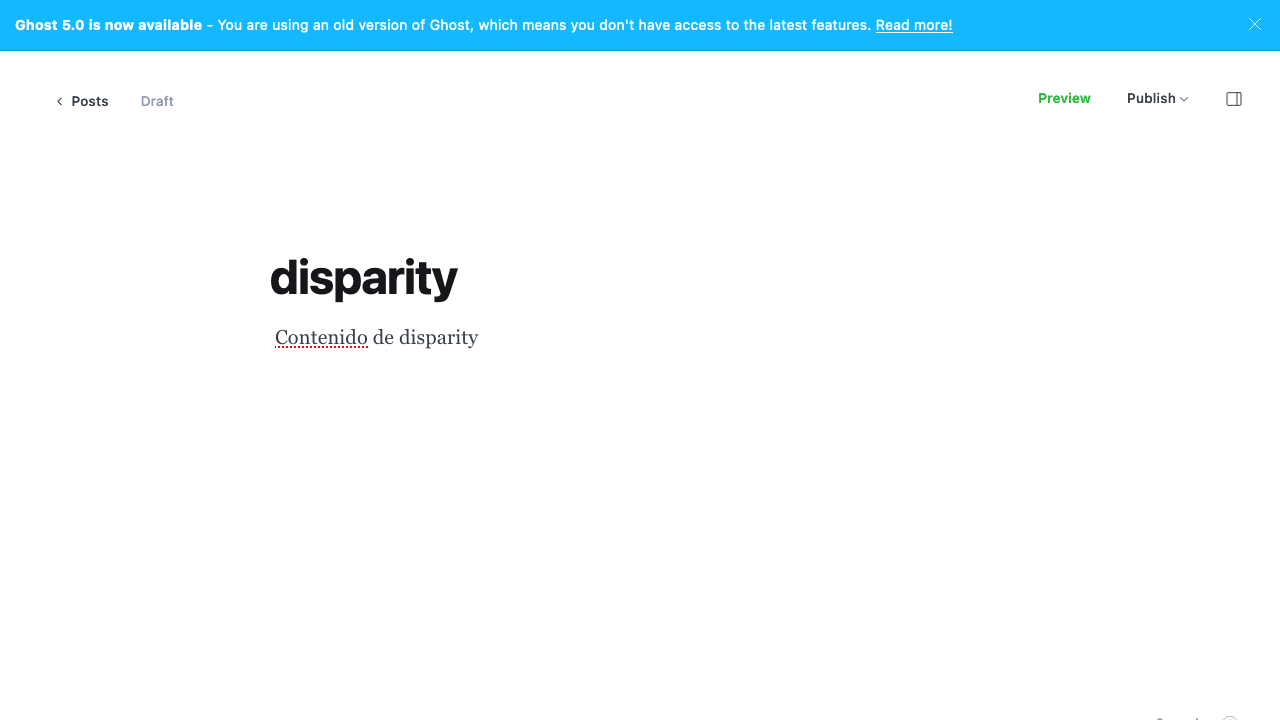 Ghost 5.0 is now available - You are using an old version of Ghost, which means you don't have access to the latest features. Read more!
Posts Draft Preview Publish
disparity
Contenido de disparity